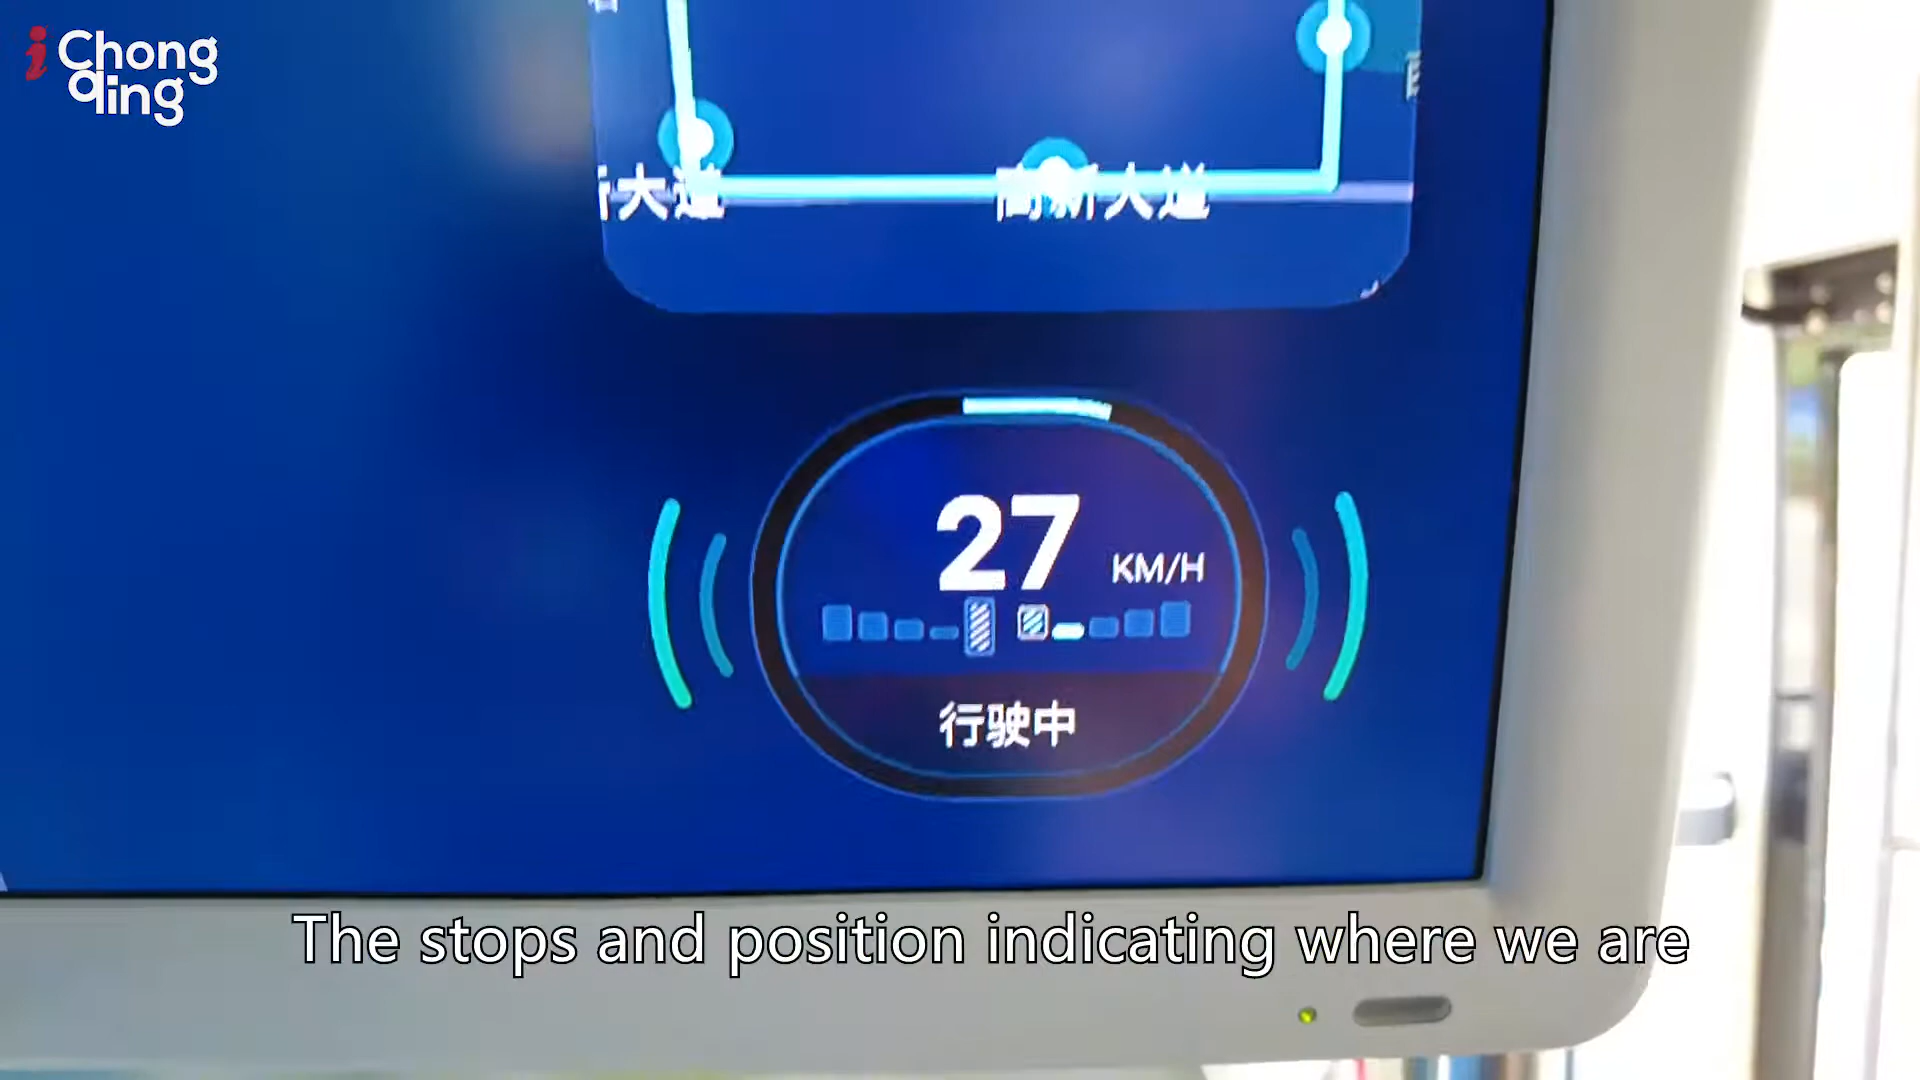 i Chong
qing
新大道
高新大道
27 KM/H
行驶中
The stops and position indicating where we are